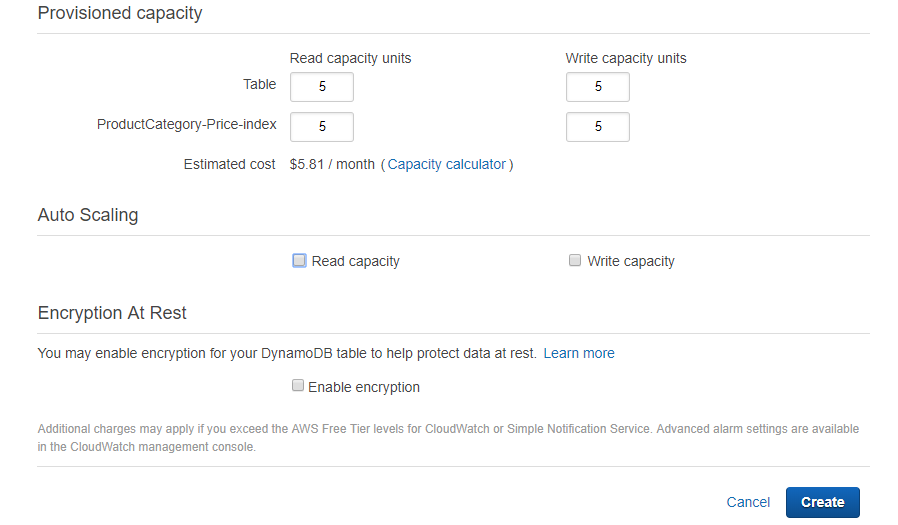 Provisioned capacity
Read capacity units Write capacity units
Table 5 5
ProductCategory-Price-index 5 5
Estimated cost $5.81 / month ( Capacity calculator )
Auto Scaling
Read capacity Write capacity
Encryption At Rest
You may enable encryption for your DynamoDB table to help protect data at rest. Learn more
Enable encryption
Additional charges may apply if you exceed the AWS Free Tier levels for CloudWatch or Simple Notification Service. Advanced alarm settings are available
in the CloudWatch management console.
Cancel Create